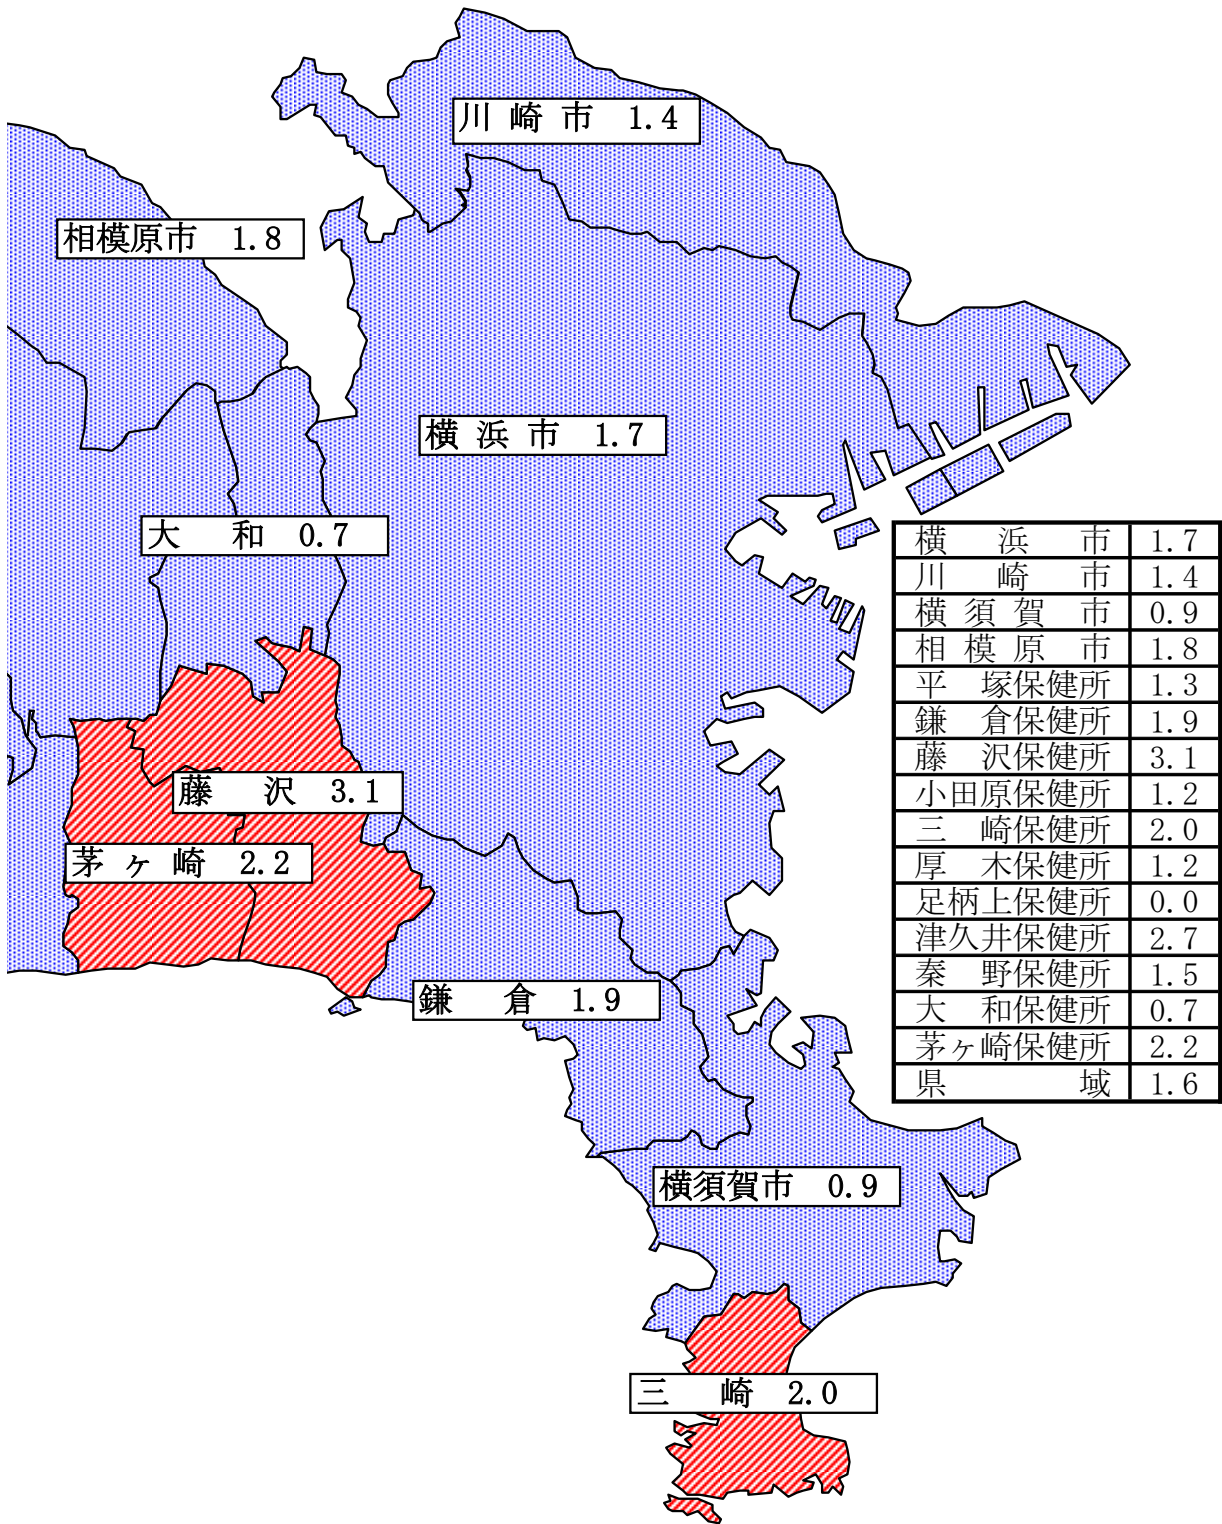 川崎市 1.4
相模原市 1.8
横浜市 1.7
大和 0.7
藤沢 3.1
茅ヶ崎 2.2
鎌倉 1.9
横須賀市 0.9
三崎 2.0
横浜市 1.7
川崎市 1.4
横須賀市 0.9
相模原市 1.8
平塚保健所 1.3
鎌倉保健所 1.9
藤沢保健所 3.1
小田原保健所 1.2
三崎保健所 2.0
厚木保健所 1.2
足柄上保健所 0.0
津久井保健所 2.7
秦野保健所 1.5
大和保健所 0.7
茅ヶ崎保健所 2.2
県域 1.6